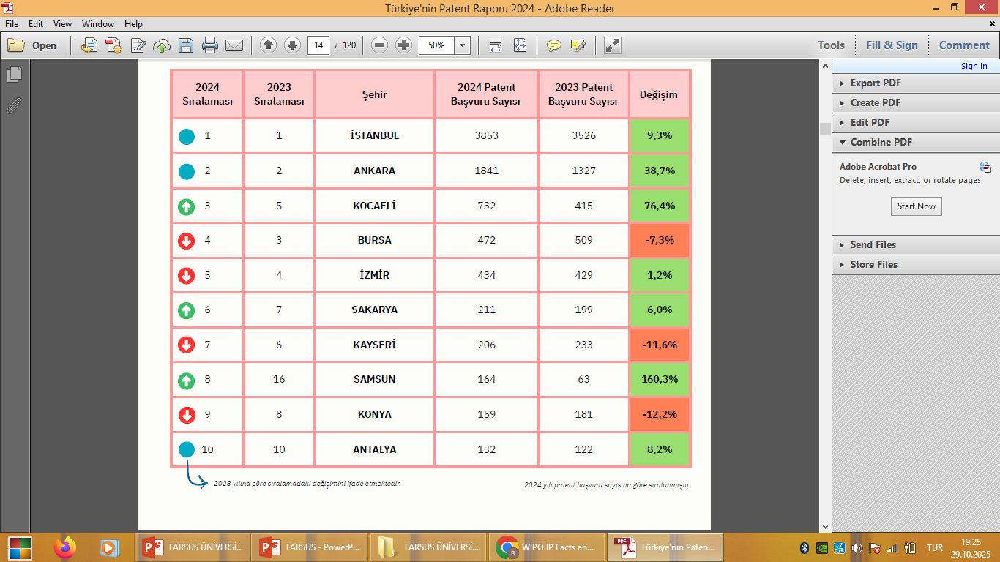 Türkiye'nin Patent Raporu 2024 - Adobe Reader
File Edit View Window Help
Open 14 / 120 50% Tools Fill & Sign Comment
Sign In
Export PDF
Create PDF
Edit PDF
Combine PDF
Adobe Acrobat Pro
Delete, insert, extract, or rotate pages
Start Now
Send Files
Store Files
2024 Sıralaması 2023 Sıralaması Şehir 2024 Patent Başvuru Sayısı 2023 Patent Başvuru Sayısı Değişim
1 1 İSTANBUL 3853 3526 9,3%
2 2 ANKARA 1841 1327 38,7%
3 5 KOCAELİ 732 415 76,4%
4 3 BURSA 472 509 -7,3%
5 4 İZMİR 434 429 1,2%
6 7 SAKARYA 211 199 6,0%
7 6 KAYSERİ 206 233 -11,6%
8 16 SAMSUN 164 63 160,3%
9 8 KONYA 159 181 -12,2%
10 10 ANTALYA 132 122 8,2%
2023 yılına göre sıralamadaki değişimini ifade etmektedir.
2024 yılı patent başvuru sayısına göre sıralanmıştır.
TARSUS ÜNİVERSİ... TARSUS - PowerP... TARSUS ÜNİVERSİ... WIPO IP Facts an... Türkiye'nin Paten... TUR 19:25
29.10.2025